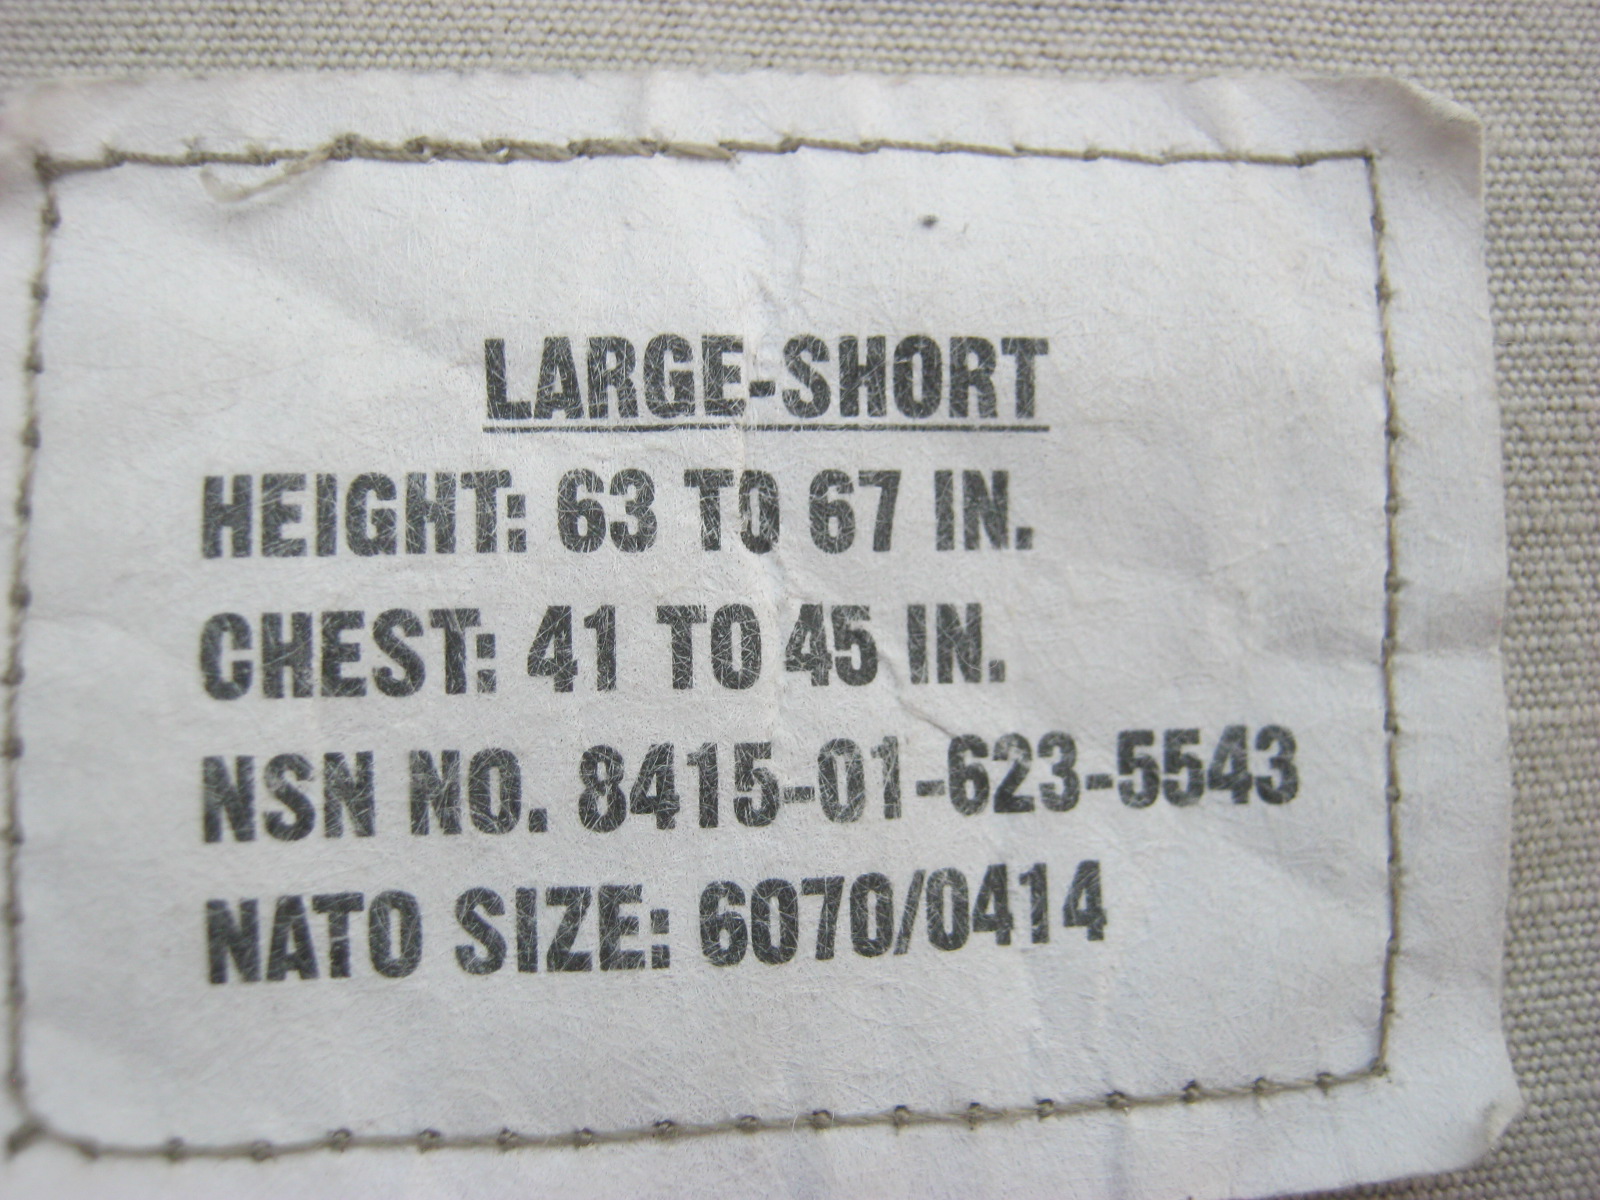 LARGE-SHORT
HEIGHT: 63 TO 67 IN.
CHEST: 41 TO 45 IN.
NSN NO. 8415-01-623-5543
NATO SIZE: 6070/0414